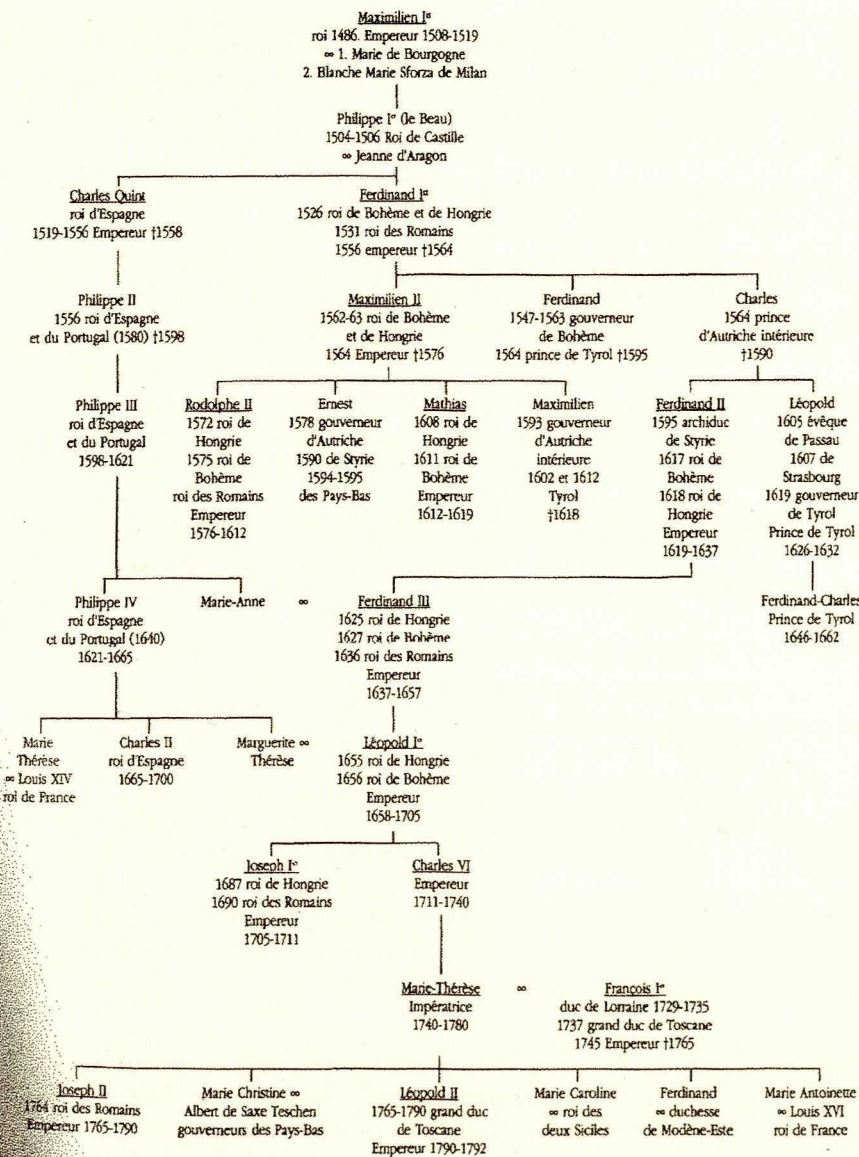 Maximilien Iᵉʳ
roi 1486. Empereur 1508-1519
∞ 1. Marie de Bourgogne
2. Blanche Marie Sforza de Milan
Philippe Iᵉʳ (le Beau)
1504-1506 Roi de Castille
∞ Jeanne d'Aragon
Charles Quint
roi d'Espagne
1519-1556 Empereur †1558
Ferdinand Iᵉʳ
1526 roi de Bohème et de Hongrie
1531 roi des Romains
1556 empereur †1564
Philippe II
1556 roi d'Espagne
et du Portugal (1580) †1598
Maximilien II
1562-63 roi de Bohème
et de Hongrie
1564 Empereur †1576
Ferdinand
1547-1563 gouverneur
de Bohème
1564 prince de Tyrol †1595
Charles
1564 prince
d'Autriche intérieure
†1590
Philippe III
roi d'Espagne
et du Portugal
1598-1621
Rodolphe II
1572 roi de
Hongrie
1575 roi de
Bohème
roi des Romains
Empereur
1576-1612
Ernest
1578 gouverneur
d'Autriche
1590 de Styrie
1594-1595
des Pays-Bas
Mathias
1608 roi de
Hongrie
1611 roi de
Bohème
Empereur
1612-1619
Maximilien
1593 gouverneur
d'Autriche
intérieure
1602 et 1612
Tyrol
†1618
Ferdinand II
1595 archiduc
de Styrie
1617 roi de
Bohème
1618 roi de
Hongrie
Empereur
1619-1637
Léopold
1605 évêque
de Passau
1607 de
Strasbourg
1619 gouverneur
de Tyrol
Prince de Tyrol
1626-1632
Philippe IV
roi d'Espagne
et du Portugal (1640)
1621-1665
Marie-Anne ∞
Ferdinand III
1625 roi de Hongrie
1627 roi de Bohème
1636 roi des Romains
Empereur
1637-1657
Ferdinand-Charles
Prince de Tyrol
1646-1662
Marie
Thérèse
∞ Louis XIV
roi de France
Charles II
roi d'Espagne
1665-1700
Marguerite ∞
Thérèse
Léopold Iᵉʳ
1655 roi de Hongrie
1656 roi de Bohème
Empereur
1658-1705
Joseph Iᵉʳ
1687 roi de Hongrie
1690 roi des Romains
Empereur
1705-1711
Charles VI
Empereur
1711-1740
Marie-Thérèse ∞
Impératrice
1740-1780
François Iᵉʳ
duc de Lorraine 1729-1735
1737 grand duc de Toscane
1745 Empereur †1765
Joseph II
1764 roi des Romains
Empereur 1765-1790
Marie Christine ∞
Albert de Saxe Teschen
gouverneurs des Pays-Bas
Léopold II
1765-1790 grand duc
de Toscane
Empereur 1790-1792
Marie Caroline
∞ roi des
deux Siciles
Ferdinand
∞ duchesse
de Modène-Este
Marie Antoinette
∞ Louis XVI
roi de France